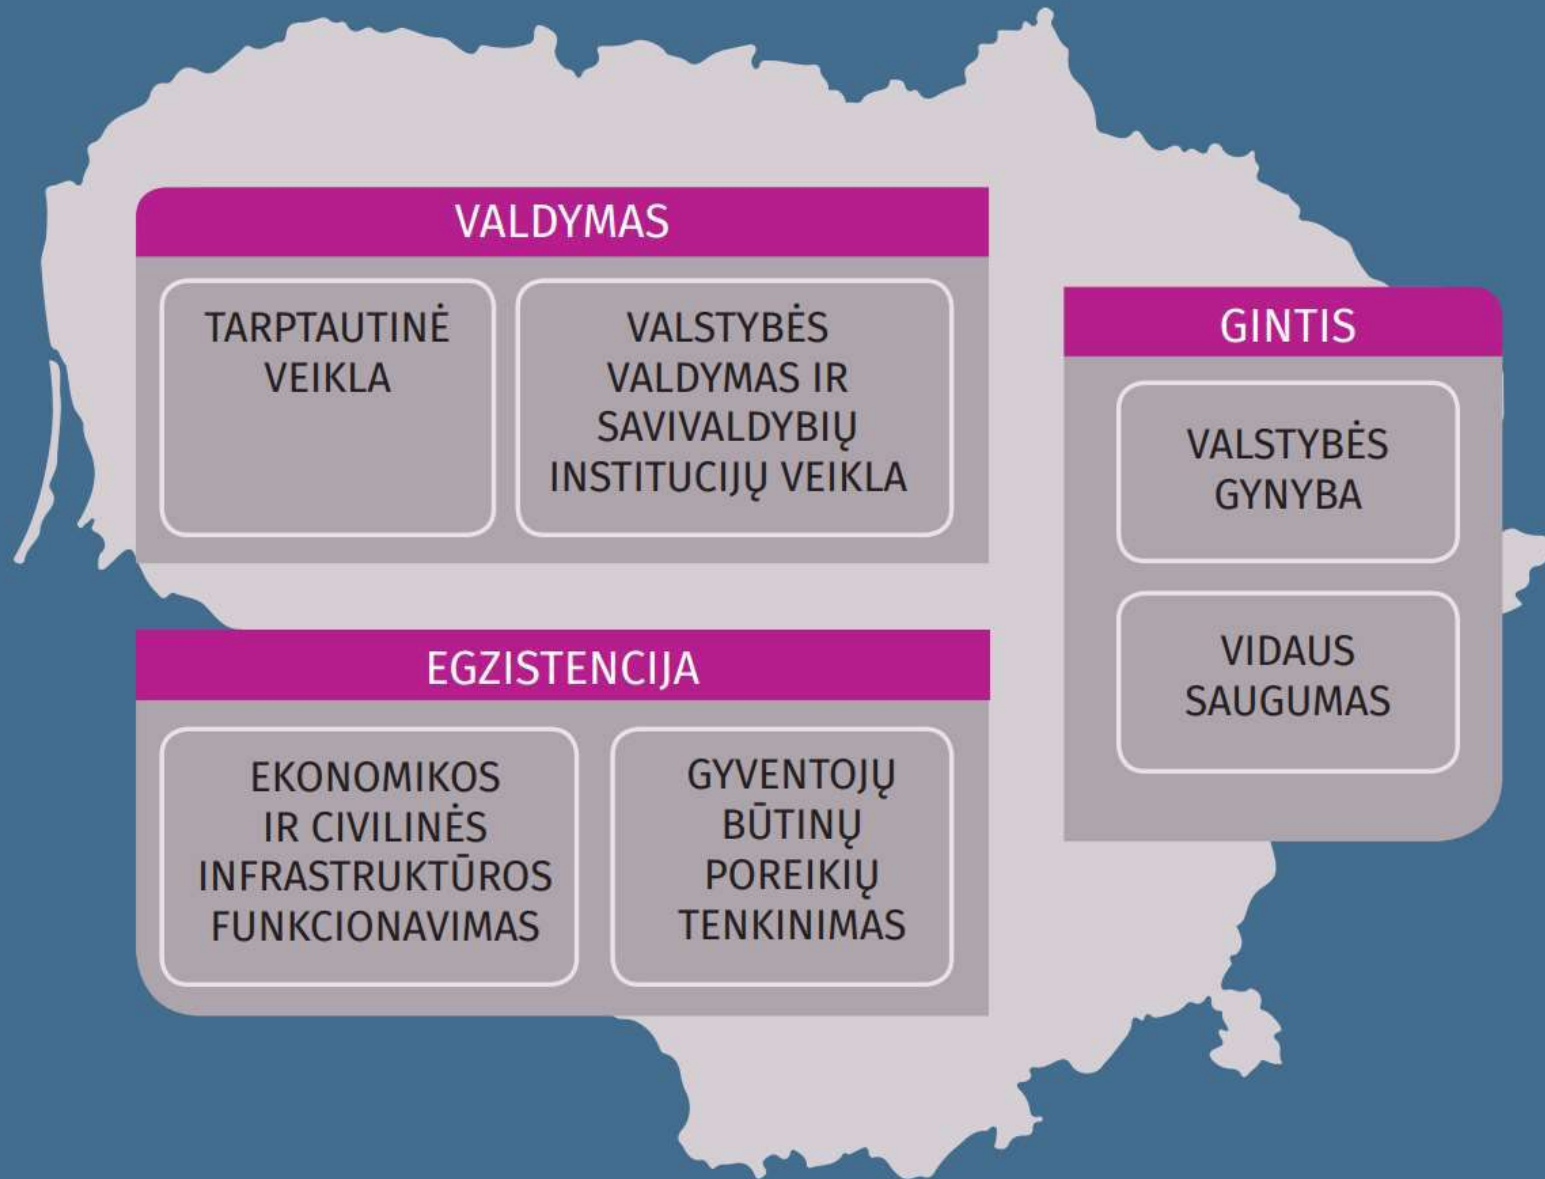 VALDYMAS
TARPTAUTINĖ
VEIKLA
VALSTYBĖS
VALDYMAS IR
SAVIVALDYBIŲ
INSTITUCIJŲ VEIKLA
GINTIS
VALSTYBĖS
GYNYBA
VIDAUS
SAUGUMAS
EGZISTENCIJA
EKONOMIKOS
IR CIVILINĖS
INFRASTRUKTŪROS
FUNKCIONAVIMAS
GYVENTOJŲ
BŪTINŲ
POREIKIŲ
TENKINIMAS